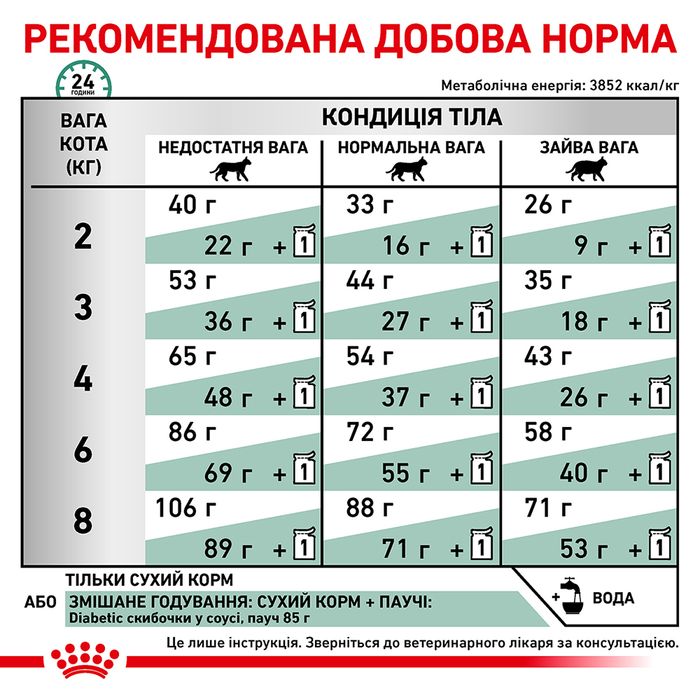 РЕКОМЕНДОВАНА ДОБОВА НОРМА
24
ГОДИНИ
Метаболічна енергія: 3852 ккал/кг
ВАГА КОТА (КГ)
КОНДИЦІЯ ТІЛА
НЕДОСТАТНЯ ВАГА НОРМАЛЬНА ВАГА ЗАЙВА ВАГА
2
40 г 33 г 26 г
22 г + 1 16 г + 1 9 г + 1
3
53 г 44 г 35 г
36 г + 1 27 г + 1 18 г + 1
4
65 г 54 г 43 г
48 г + 1 37 г + 1 26 г + 1
6
86 г 72 г 58 г
69 г + 1 55 г + 1 40 г + 1
8
106 г 88 г 71 г
89 г + 1 71 г + 1 53 г + 1
ТІЛЬКИ СУХИЙ КОРМ
АБО ЗМІШАНЕ ГОДУВАННЯ: СУХИЙ КОРМ + ПАУЧІ:
Diabetic скибочки у соусі, пауч 85 г
+ ВОДА
Це лише інструкція. Зверніться до ветеринарного лікаря за консультацією.